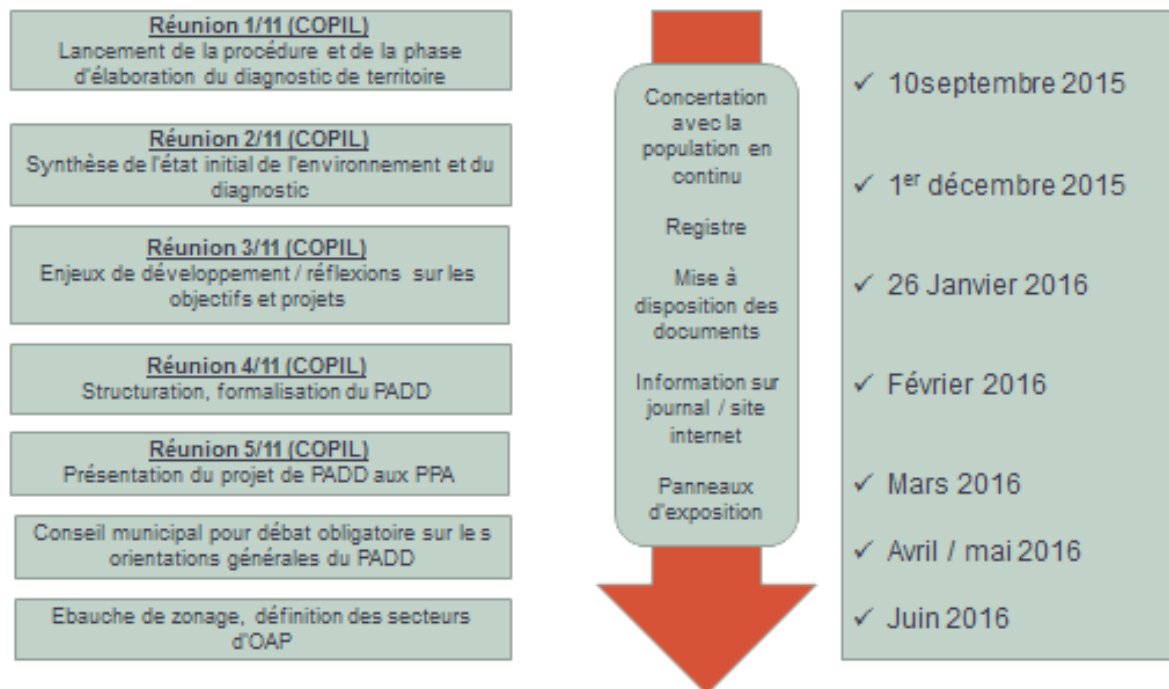 Réunion 1/11 (COPIL)
Lancement de la procédure et de la phase
d'élaboration du diagnostic de territoire
Réunion 2/11 (COPIL)
Synthèse de l'état initial de l'environnement et du
diagnostic
Réunion 3/11 (COPIL)
Enjeux de développement / réflexions sur les
objectifs et projets
Réunion 4/11 (COPIL)
Structuration, formalisation du PADD
Réunion 5/11 (COPIL)
Présentation du projet de PADD aux PPA
Conseil municipal pour débat obligatoire sur le s
orientations générales du PADD
Ebauche de zonage, définition des secteurs
d'OAP
Concertation
avec la
population en
continu
Registre
Mise à
disposition des
documents
Information sur
journal / site
internet
Panneaux
d'exposition
✓ 10septembre 2015
✓ 1er décembre 2015
✓ 26 Janvier 2016
✓ Février 2016
✓ Mars 2016
✓ Avril / mai 2016
✓ Juin 2016